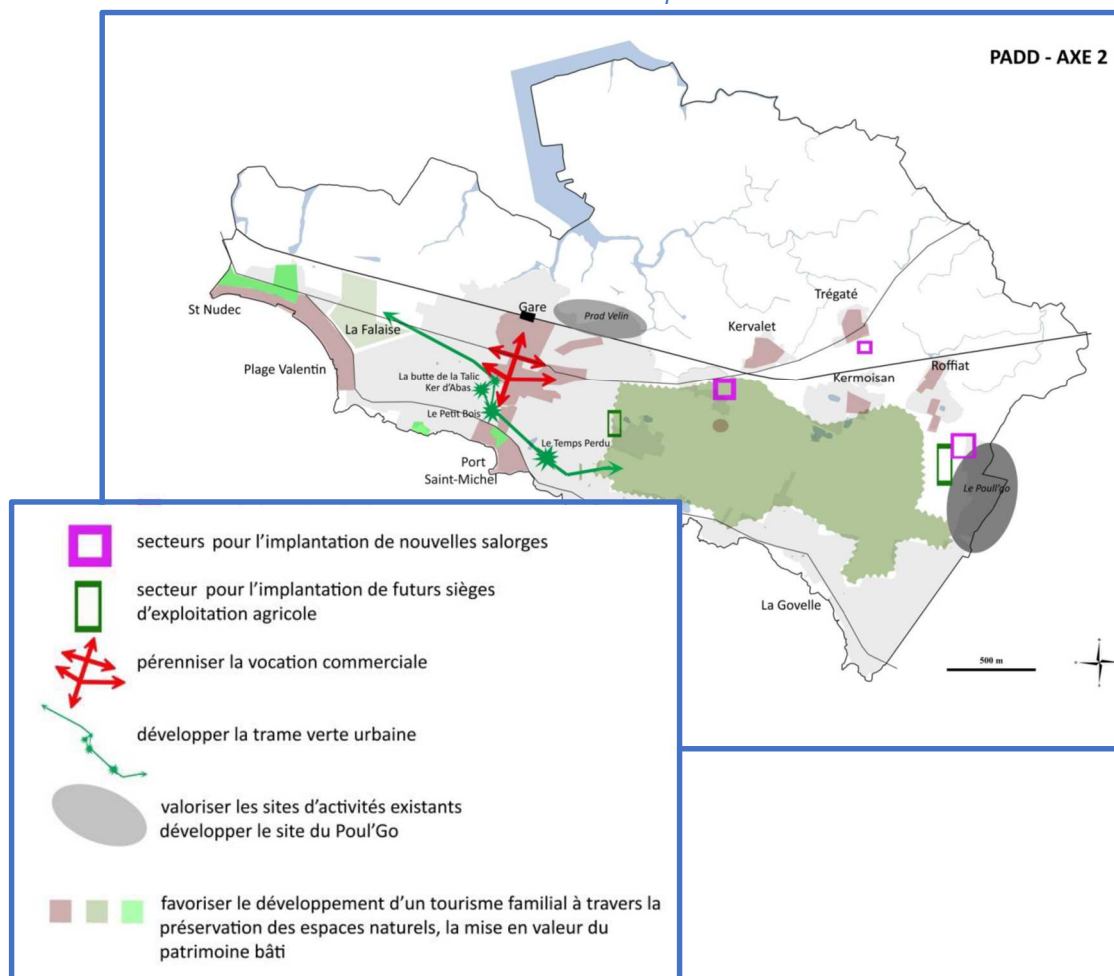 PADD - AXE 2
St Nudec
La Falaise
Gare
Prad Velin
Trégaté
Kervalet
Roffiat
Kermoisan
Plage Valentin
La butte de la Talic
Ker d'Abas
Le Petit Bois
Le Temps Perdu
Port
Saint-Michel
Le Poull'go
La Govelle
500 m
secteurs pour l'implantation de nouvelles salorges
secteur pour l'implantation de futurs sièges
d'exploitation agricole
pérenniser la vocation commerciale
développer la trame verte urbaine
valoriser les sites d'activités existants
développer le site du Poul'Go
favoriser le développement d'un tourisme familial à travers la
préservation des espaces naturels, la mise en valeur du
patrimoine bâti